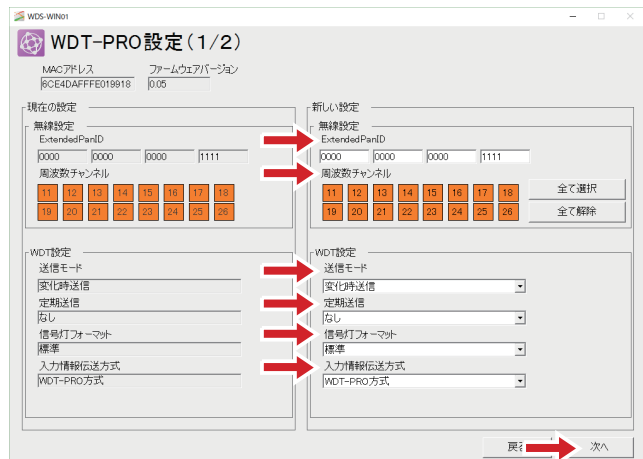 WDS-WIN01
WDT-PRO設定(1/2)
MACアドレス
ファームウェアバージョン
6CE4DAFFFE019918
0.05
現在の設定
無線設定
ExtendedPanID
0000 0000 0000 1111
周波数チャンネル
11 12 13 14 15 16 17 18
19 20 21 22 23 24 25 26
WDT設定
送信モード
変化時送信
定期送信
なし
信号灯フォーマット
標準
入力情報伝送方式
WDT-PRO方式
新しい設定
無線設定
ExtendedPanID
0000 0000 0000 1111
周波数チャンネル
11 12 13 14 15 16 17 18
全て選択
19 20 21 22 23 24 25 26
全て解除
WDT設定
送信モード
変化時送信
定期送信
なし
信号灯フォーマット
標準
入力情報伝送方式
WDT-PRO方式
次へ